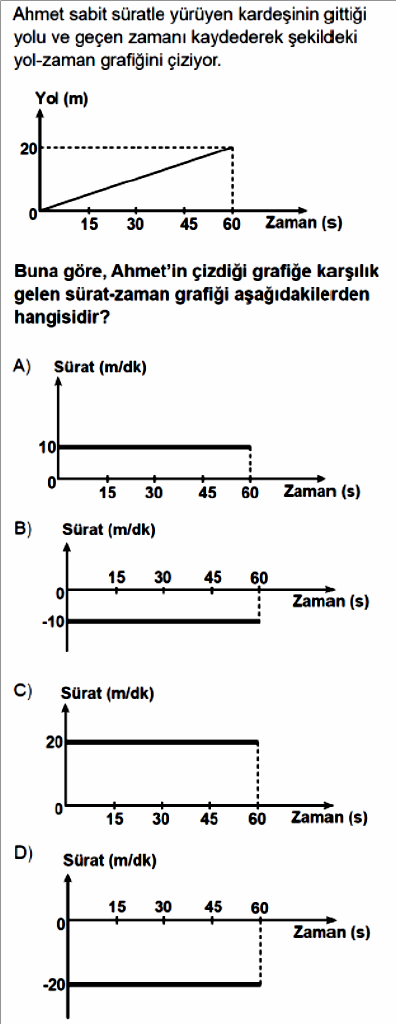 Ahmet sabit süratle yürüyen kardeşinin gittiği
yolu ve geçen zamanı kaydederek şekildeki
yol-zaman grafiğini çiziyor.
Yol (m)
20
0
15 30 45 60 Zaman (s)
Buna göre, Ahmet'in çizdiği grafiğe karşılık
gelen sürat-zaman grafiği aşağıdakilerden
hangisidir?
A) Sürat (m/dk)
10
0
15 30 45 60 Zaman (s)
B) Sürat (m/dk)
15 30 45 60
0
Zaman (s)
-10
C) Sürat (m/dk)
20
0
15 30 45 60 Zaman (s)
D) Sürat (m/dk)
15 30 45 60
0
Zaman (s)
-20